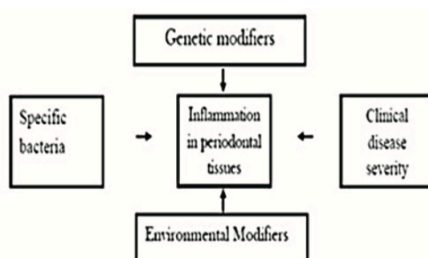 Genetic modifiers
Specific
bacteria
Inflammation
in periodontal
tissues
Clinical
disease
severity
Environmental Modifiers